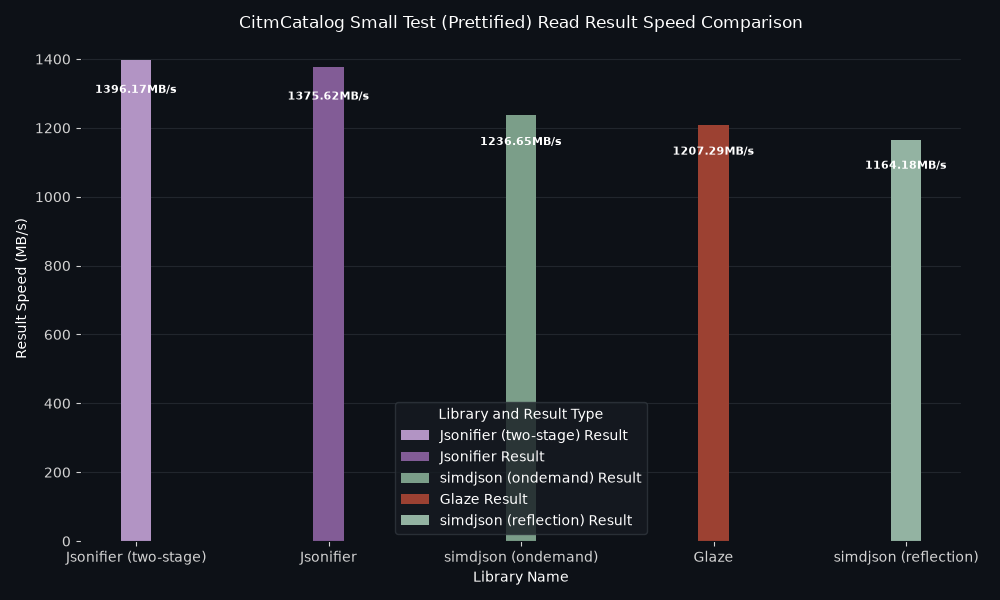 CitmCatalog Small Test (Prettified) Read Result Speed Comparison
1400
1200
1000
800
600
400
200
0
Result Speed (MB/s)
1396.17MB/s
1375.62MB/s
1236.65MB/s
1207.29MB/s
1164.18MB/s
Library and Result Type
Jsonifier (two-stage) Result
Jsonifier Result
simdjson (ondemand) Result
Glaze Result
simdjson (reflection) Result
Jsonifier (two-stage)
Jsonifier
simdjson (ondemand)
Glaze
simdjson (reflection)
Library Name